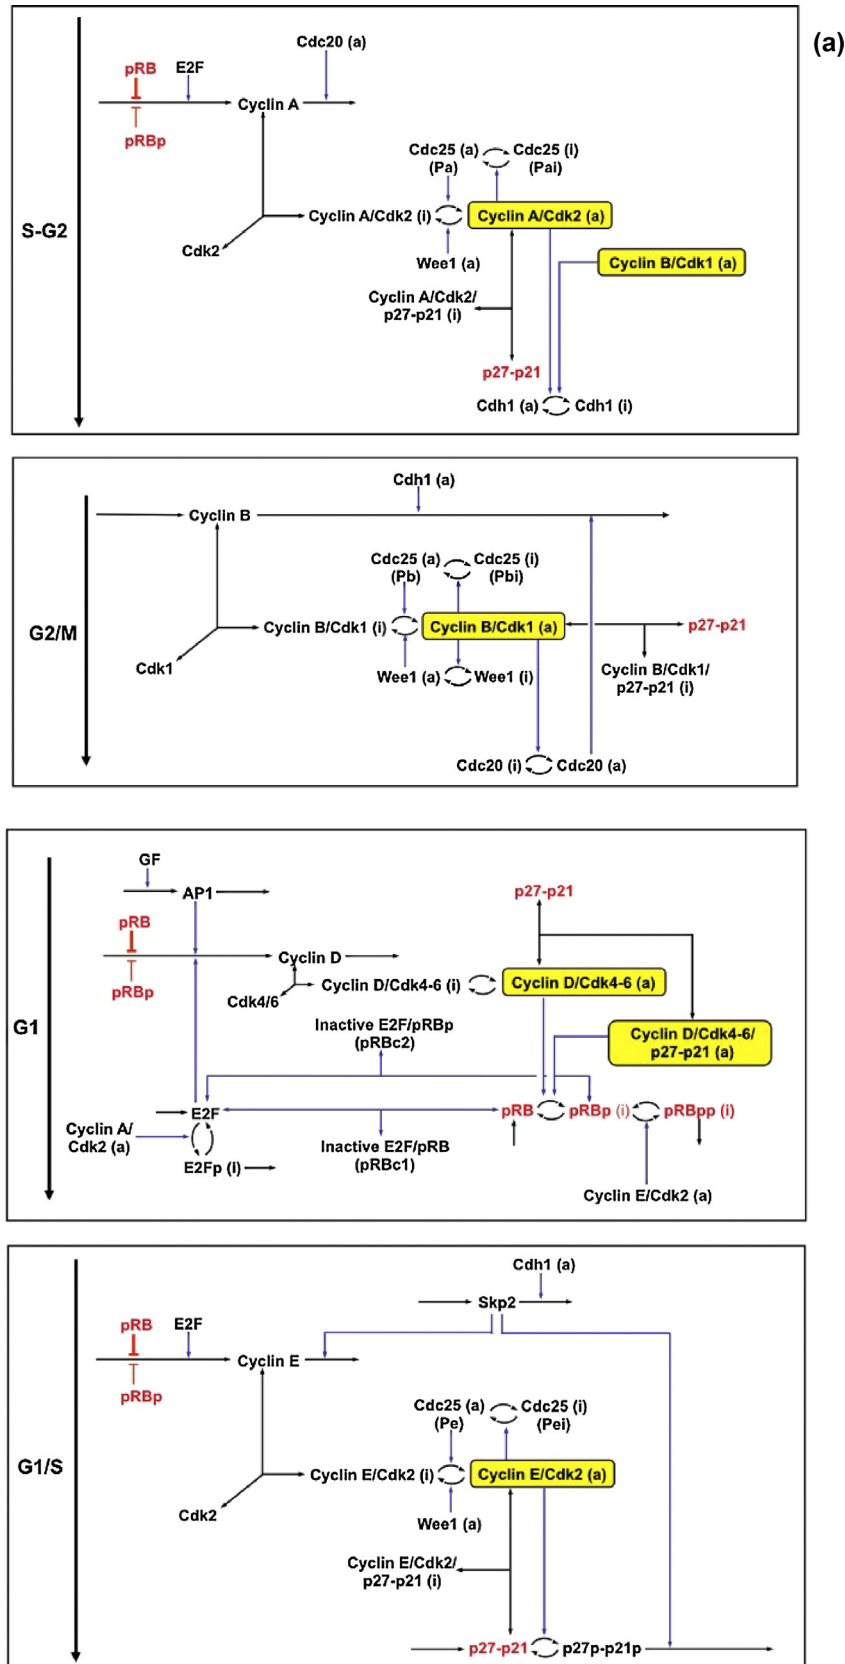 (a)
S-G2
Cdc20 (a)
pRB
E2F
Cyclin A
pRBp
Cdc25 (a)
(Pa)
Cdc25 (i)
(Pai)
Cyclin A/Cdk2 (i)
Cyclin A/Cdk2 (a)
Cdk2
Wee1 (a)
Cyclin B/Cdk1 (a)
Cyclin A/Cdk2/
p27-p21 (i)
p27-p21
Cdh1 (a)
Cdh1 (i)
G2/M
Cdh1 (a)
Cyclin B
Cdc25 (a)
(Pb)
Cdc25 (i)
(Pbi)
Cyclin B/Cdk1 (i)
Cyclin B/Cdk1 (a)
p27-p21
Cdk1
Wee1 (a)
Wee1 (i)
Cyclin B/Cdk1/
p27-p21 (i)
Cdc20 (i)
Cdc20 (a)
G1
GF
AP1
p27-p21
pRB
Cyclin D
pRBp
Cdk4/6
Cyclin D/Cdk4-6 (i)
Cyclin D/Cdk4-6 (a)
Inactive E2F/pRBp
(pRBc2)
Cyclin D/Cdk4-6/
p27-p21 (a)
E2F
pRB
pRBp (i)
pRBpp (i)
Cyclin A/
Cdk2 (a)
Inactive E2F/pRB
(pRBc1)
E2Fp (i)
Cyclin E/Cdk2 (a)
G1/S
Cdh1 (a)
Skp2
pRB
E2F
Cyclin E
pRBp
Cdc25 (a)
(Pe)
Cdc25 (i)
(Pei)
Cyclin E/Cdk2 (i)
Cyclin E/Cdk2 (a)
Cdk2
Wee1 (a)
Cyclin E/Cdk2/
p27-p21 (i)
p27-p21
p27p-p21p